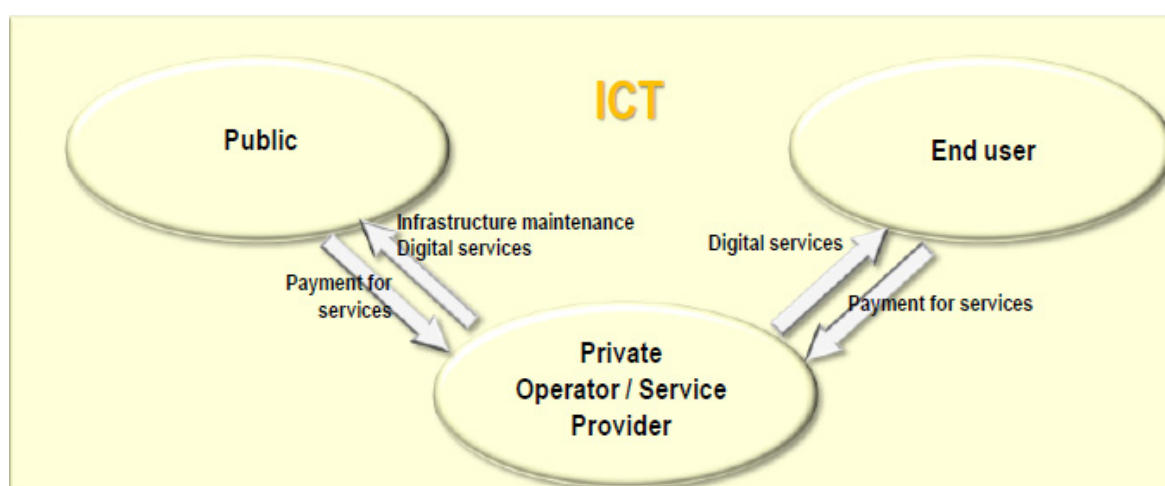 ICT
Public
End user
Infrastructure maintenance
Digital services
Digital services
Payment for
services
Payment for services
Private
Operator / Service
Provider